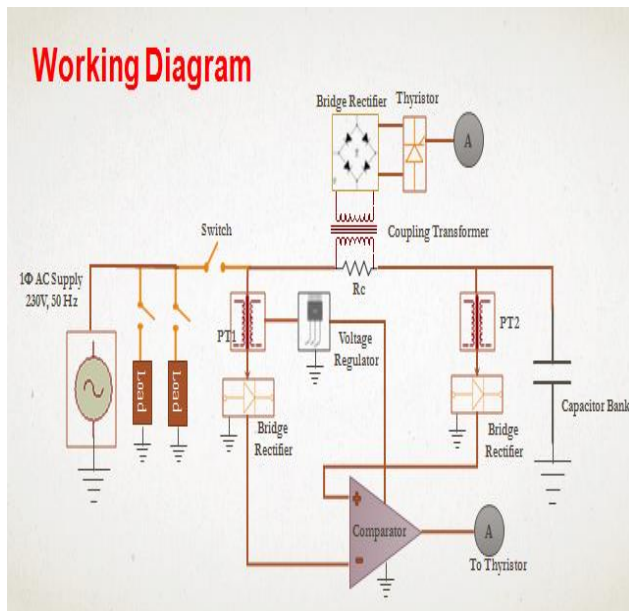 Working Diagram
Bridge Rectifier
Thyristor
A
Coupling Transformer
Switch
1Φ AC Supply
230V, 50 Hz
Rc
PT1
Voltage
Regulator
PT2
Load
Load
Bridge
Rectifier
Bridge
Rectifier
Capacitor Bank
+
Comparator
-
A
To Thyristor